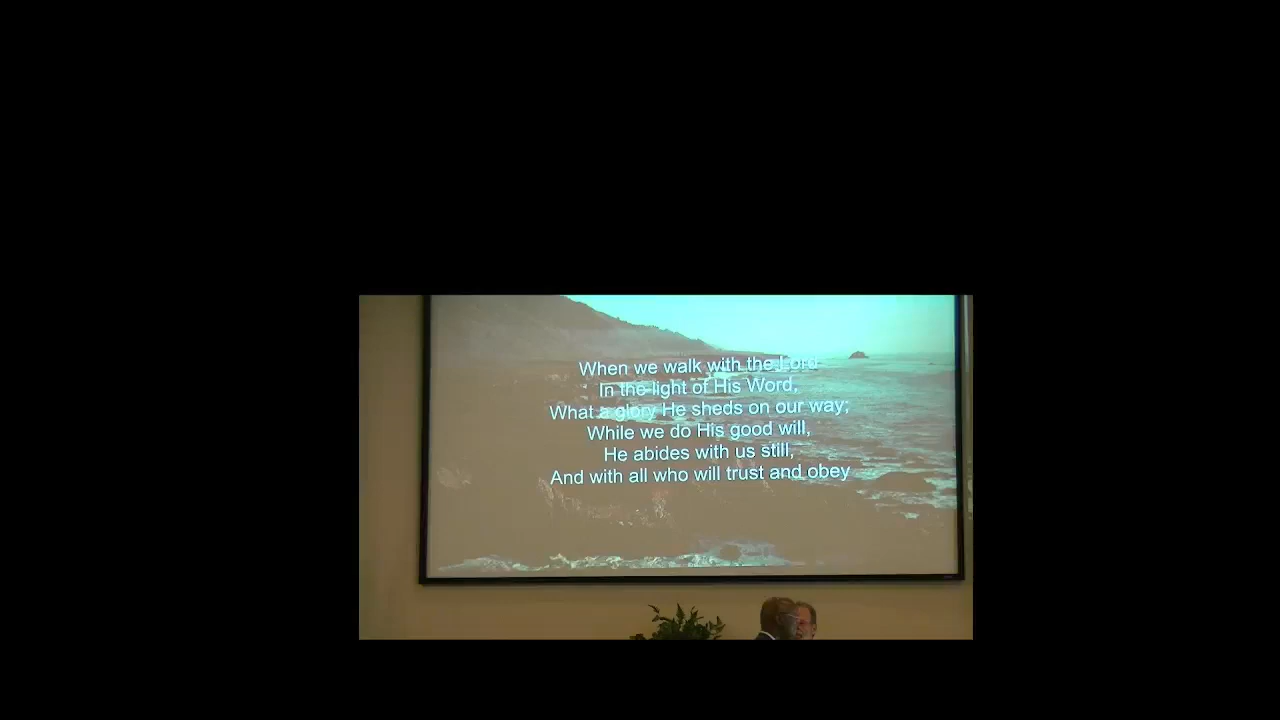 When we walk with the Lord
In the light of His Word,
What a glory He sheds on our way;
While we do His good will,
He abides with us still,
And with all who will trust and obey